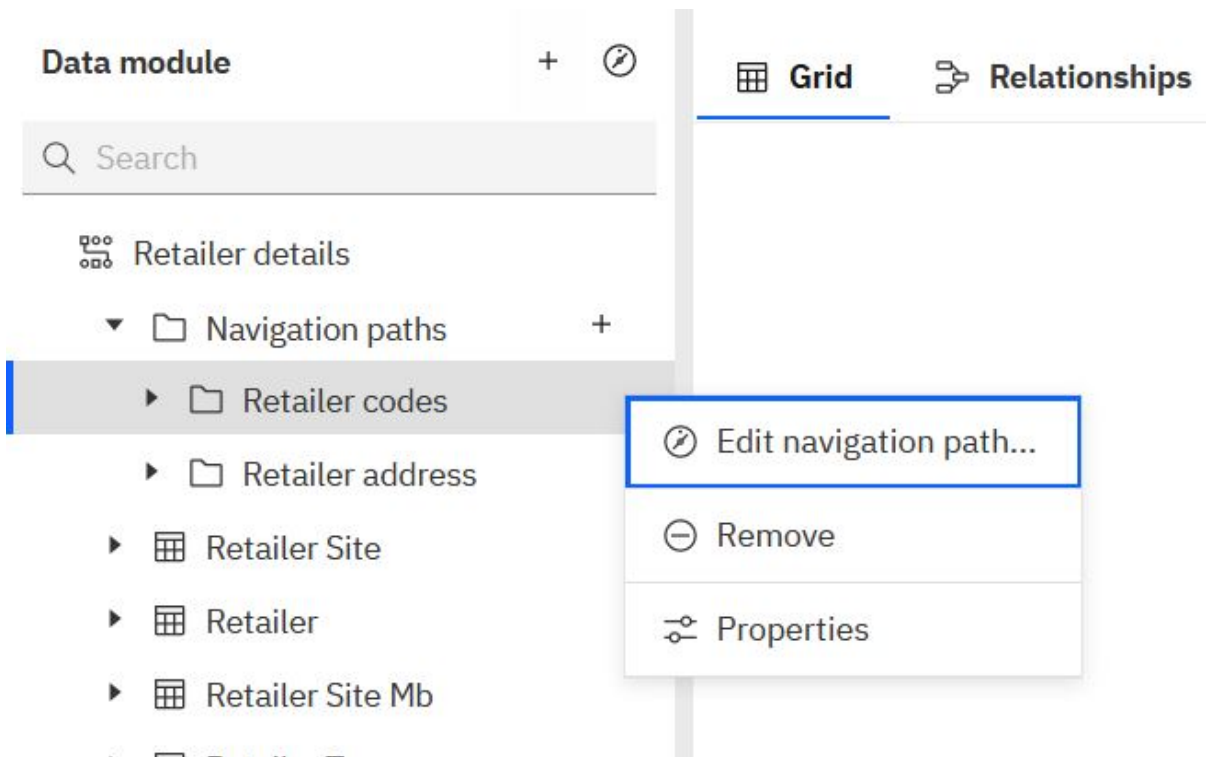 Data module
Grid
Relationships
Search
Retailer details
Navigation paths
Retailer codes
Edit navigation path...
Retailer address
Remove
Retailer Site
Retailer
Properties
Retailer Site Mb